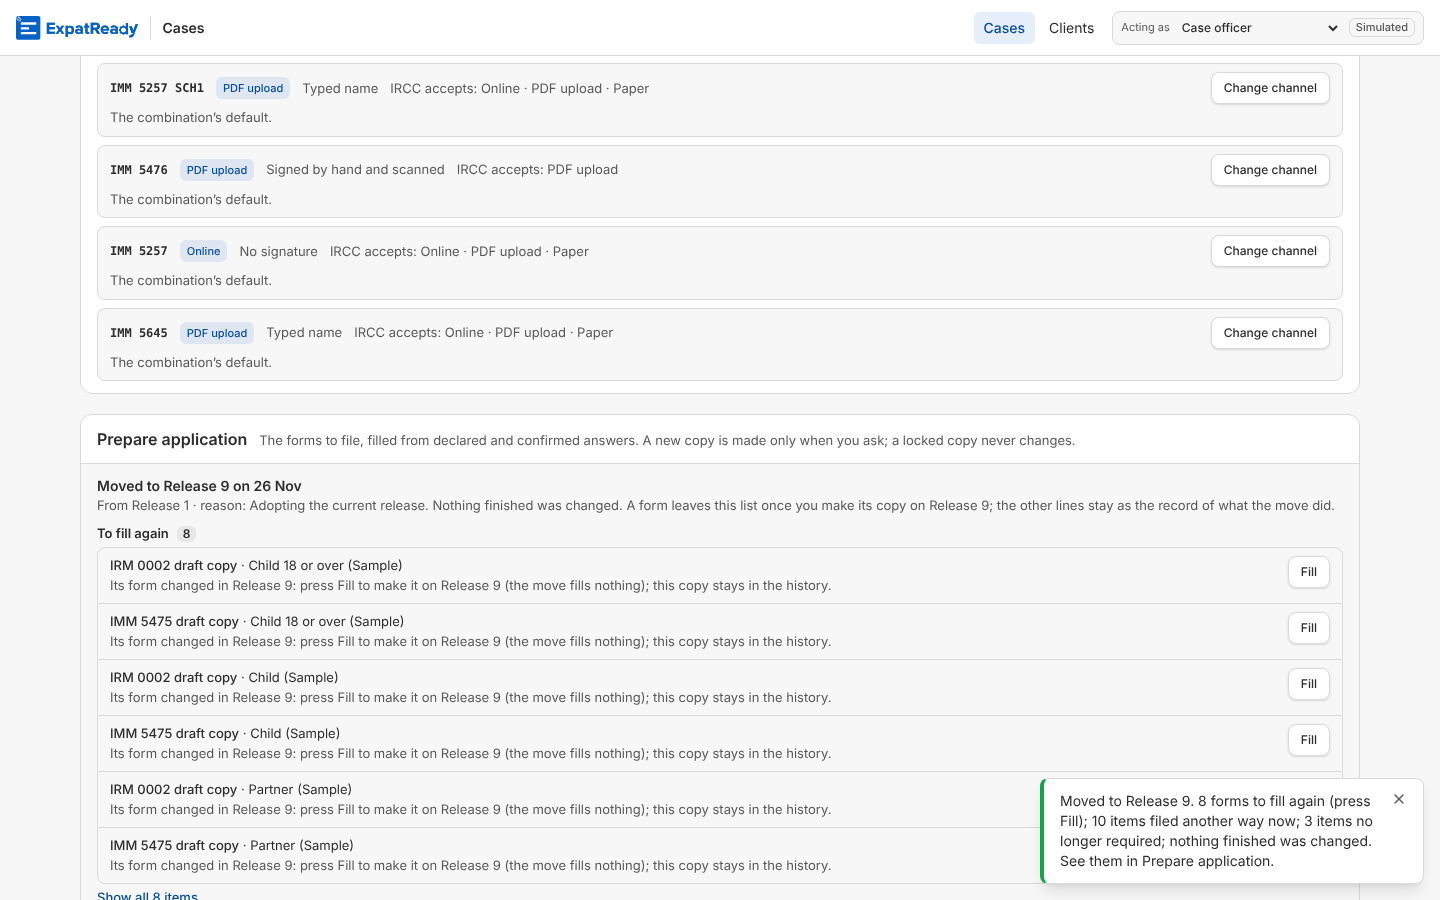 ExpatReady
Cases
Cases
Clients
Acting as
Case officer
Simulated
IMM 5257 SCH1 PDF upload Typed name IRCC accepts: Online · PDF upload · Paper
Change channel
The combination’s default.
IMM 5476 PDF upload Signed by hand and scanned IRCC accepts: PDF upload
Change channel
The combination’s default.
IMM 5257 Online No signature IRCC accepts: Online · PDF upload · Paper
Change channel
The combination’s default.
IMM 5645 PDF upload Typed name IRCC accepts: Online · PDF upload · Paper
Change channel
The combination’s default.
Prepare application The forms to file, filled from declared and confirmed answers. A new copy is made only when you ask; a locked copy never changes.
Moved to Release 9 on 26 Nov
From Release 1 · reason: Adopting the current release. Nothing finished was changed. A form leaves this list once you make its copy on Release 9; the other lines stay as the record of what the move did.
To fill again 8
IRM 0002 draft copy · Child 18 or over (Sample)
Its form changed in Release 9: press Fill to make it on Release 9 (the move fills nothing); this copy stays in the history.
Fill
IMM 5475 draft copy · Child 18 or over (Sample)
Its form changed in Release 9: press Fill to make it on Release 9 (the move fills nothing); this copy stays in the history.
Fill
IRM 0002 draft copy · Child (Sample)
Its form changed in Release 9: press Fill to make it on Release 9 (the move fills nothing); this copy stays in the history.
Fill
IMM 5475 draft copy · Child (Sample)
Its form changed in Release 9: press Fill to make it on Release 9 (the move fills nothing); this copy stays in the history.
Fill
IRM 0002 draft copy · Partner (Sample)
Its form changed in Release 9: press Fill to make it on Release 9 (the move fills nothing); this copy stays in the history.
IMM 5475 draft copy · Partner (Sample)
Its form changed in Release 9: press Fill to make it on Release 9 (the move fills nothing); this copy stays in the history.
Show all 8 items
Moved to Release 9. 8 forms to fill again (press
Fill); 10 items filed another way now; 3 items no
longer required; nothing finished was changed.
See them in Prepare application.